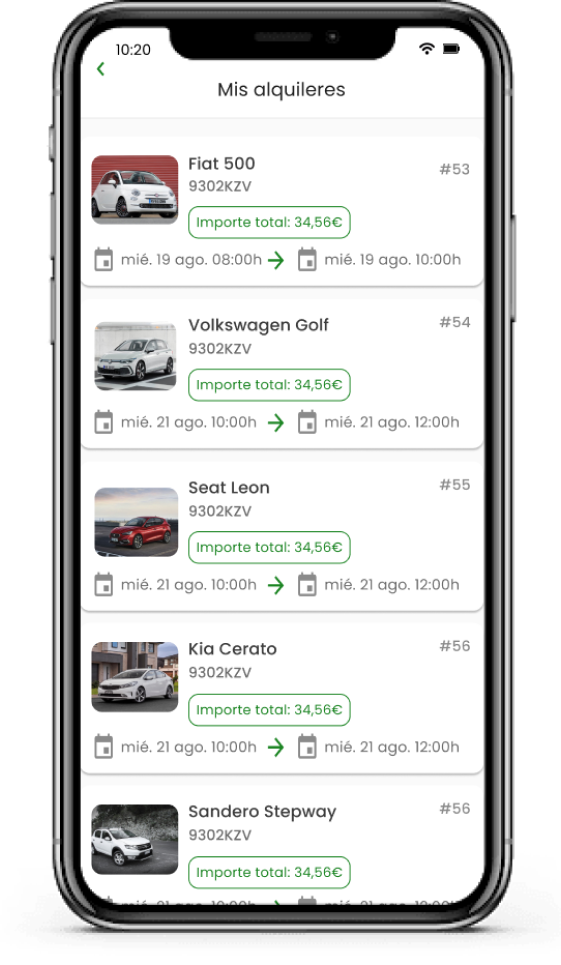 10:20
Mis alquileres
Fiat 500
#53
9302KZV
Importe total: 34,56€
mié. 19 ago. 08:00h → mié. 19 ago. 10:00h
Volkswagen Golf
#54
9302KZV
Importe total: 34,56€
mié. 21 ago. 10:00h → mié. 21 ago. 12:00h
Seat Leon
#55
9302KZV
Importe total: 34,56€
mié. 21 ago. 10:00h → mié. 21 ago. 12:00h
Kia Cerato
#56
9302KZV
Importe total: 34,56€
mié. 21 ago. 10:00h → mié. 21 ago. 12:00h
Sandero Stepway
#56
9302KZV
Importe total: 34,56€